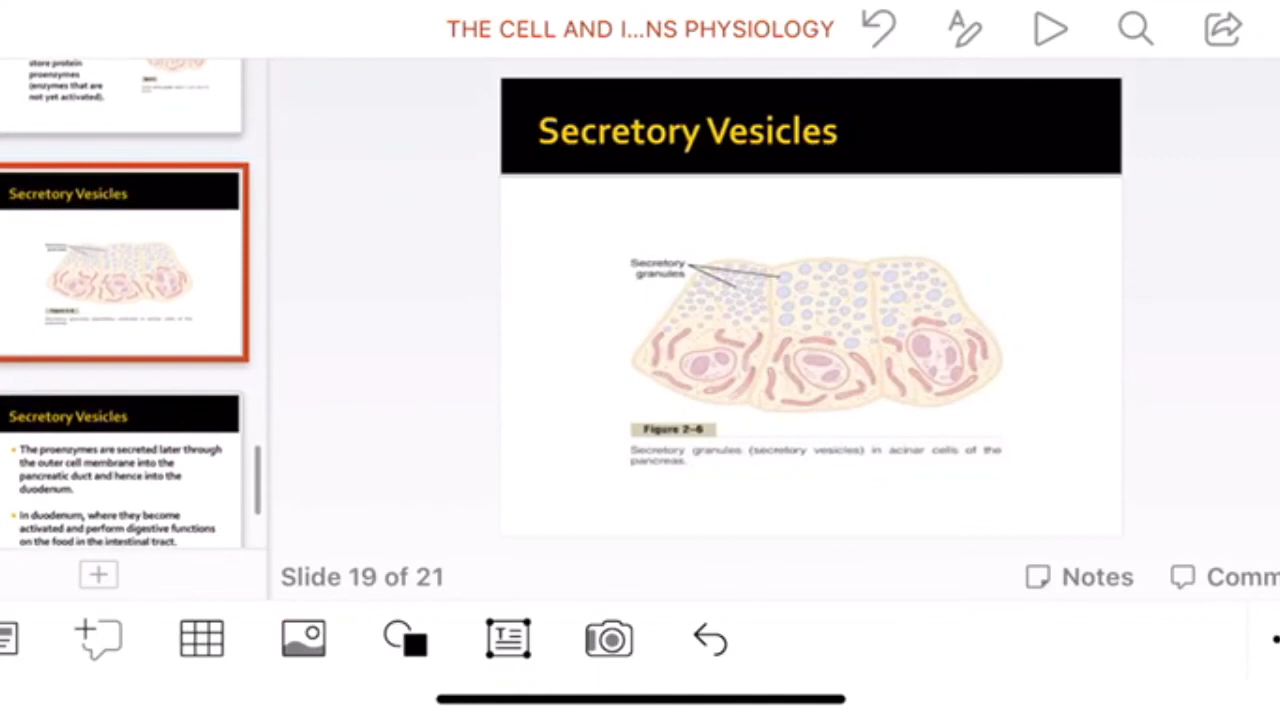 THE CELL AND I...NS PHYSIOLOGY
store protein
proenzymes
(enzymes that are
not yet activated).
Secretory Vesicles
Secretory Vesicles
• The proenzymes are secreted later through
the outer cell membrane into the
pancreatic duct and hence into the
duodenum.
• In duodenum, where they become
activated and perform digestive functions
on the food in the intestinal tract.
Secretory Vesicles
Secretory
granules
Figure 2-6
Secretory granules (secretory vesicles) in acinar cells of the
pancreas.
Slide 19 of 21
Notes
Comm